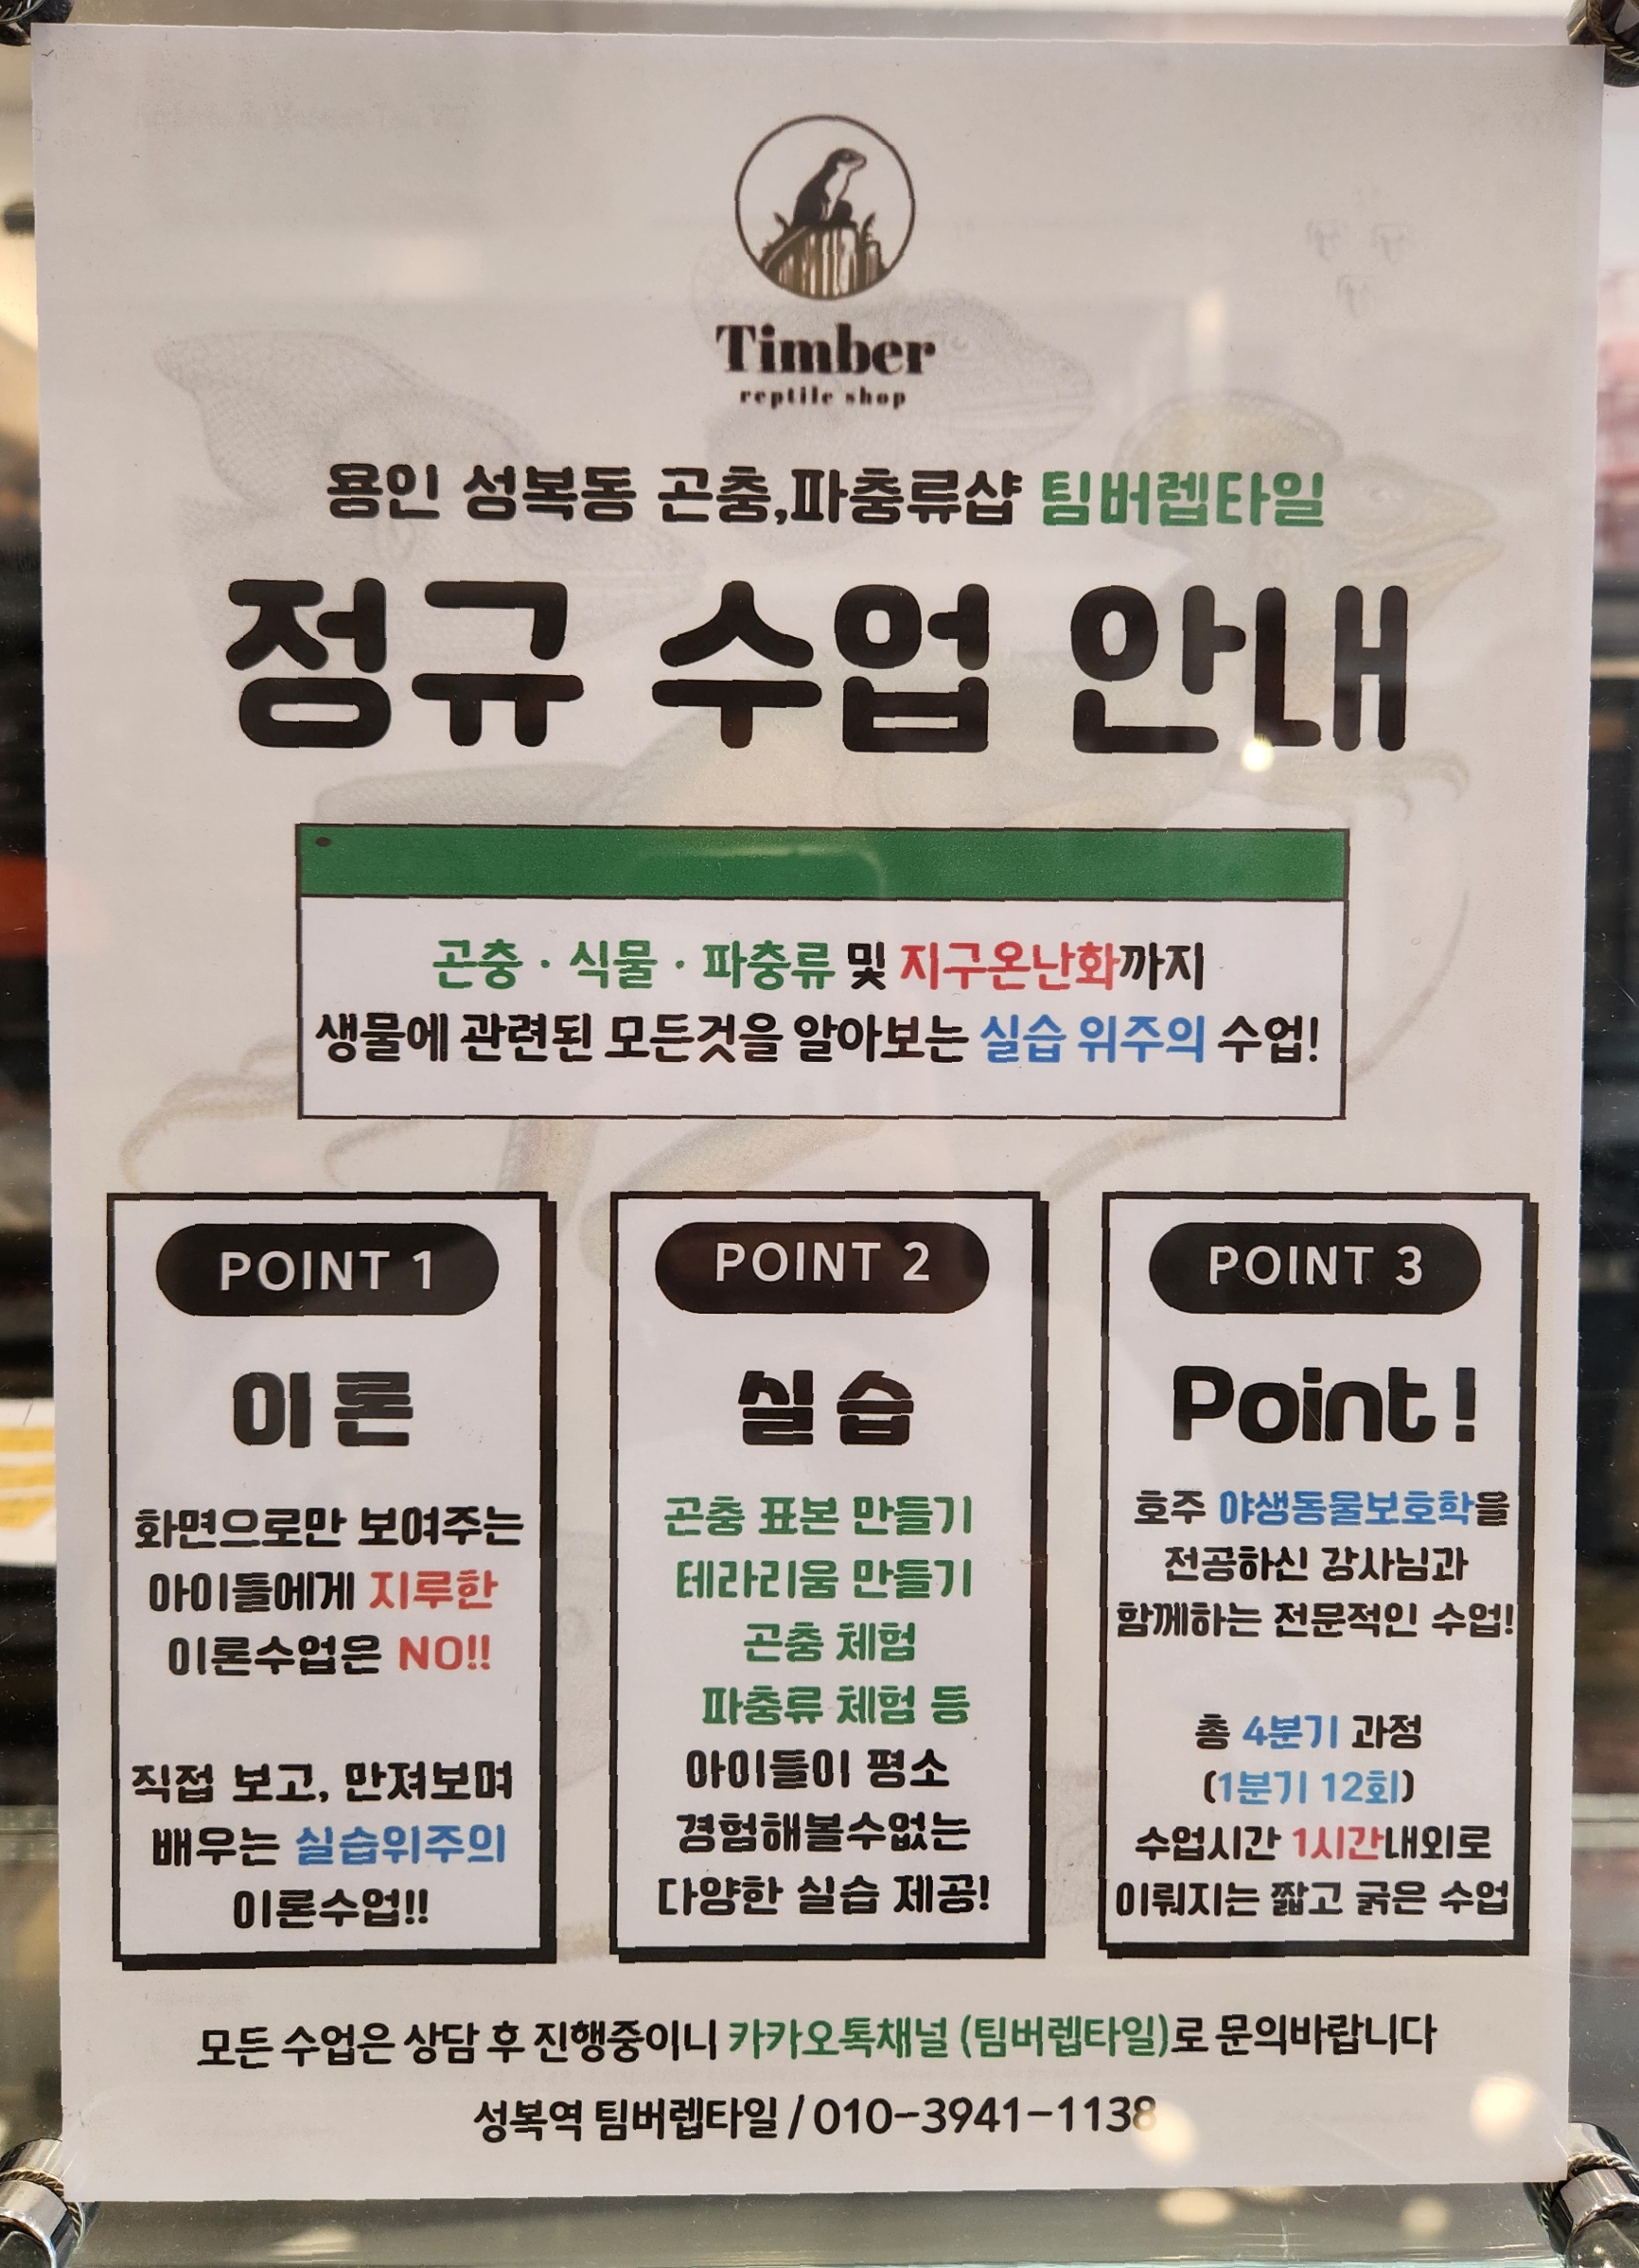 Timber
reptile shop
용인 성복동 곤충,파충류샵 팀버렙타일
정규 수업 안내
곤충 · 식물 · 파충류 및 지구온난화까지
생물에 관련된 모든것을 알아보는 실습 위주의 수업!
POINT 1
이론
화면으로만 보여주는
아이들에게 지루한
이론수업은 NO!!
직접 보고, 만져보며
배우는 실습위주의
이론수업!!
POINT 2
실습
곤충 표본 만들기
테라리움 만들기
곤충 체험
파충류 체험 등
아이들이 평소
경험해볼수없는
다양한 실습 제공!
POINT 3
Point!
호주 야생동물보호학을
전공하신 강사님과
함께하는 전문적인 수업!
총 4분기 과정
(1분기 12회)
수업시간 1시간내외로
이뤄지는 짧고 굵은 수업
모든 수업은 상담 후 진행중이니 카카오톡채널 (팀버렙타일)로 문의바랍니다
성복역 팀버렙타일 / 010-3941-1138